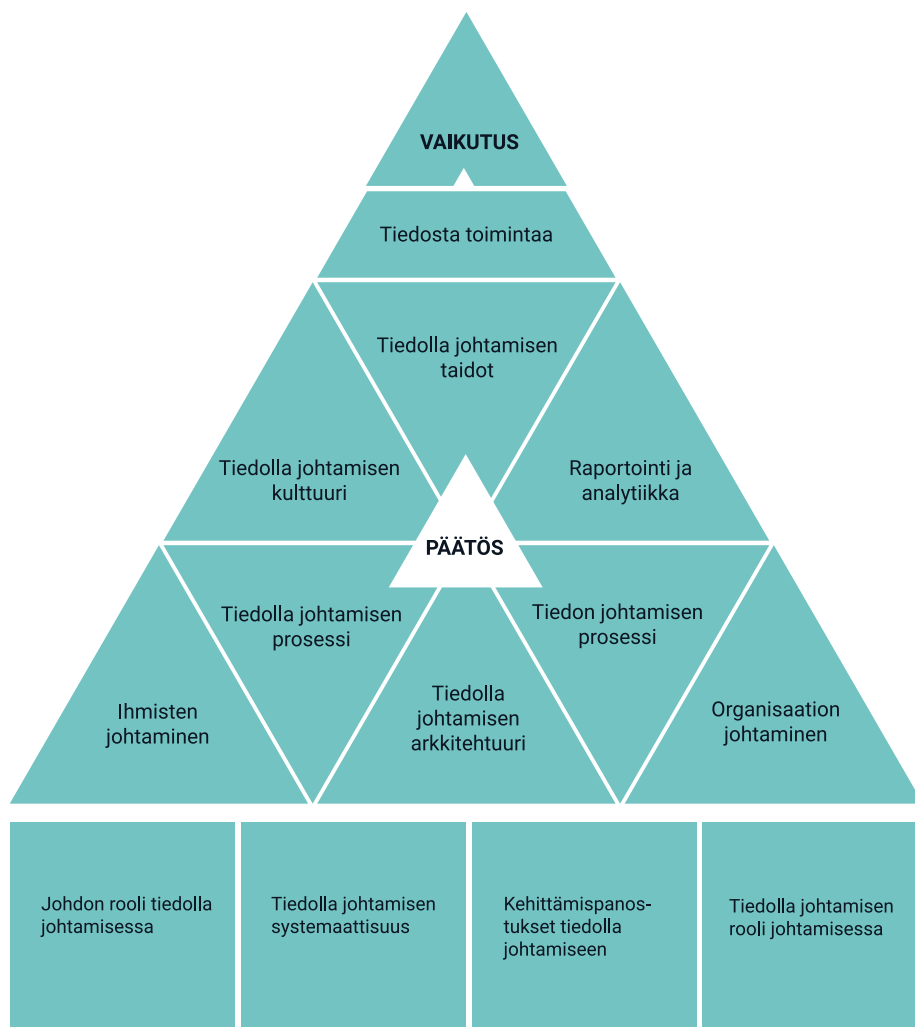 VAIKUTUS
Tiedosta toimintaa
Tiedolla johtamisen
taidot
Tiedolla johtamisen
kulttuuri
Raportointi ja
analytiikka
PÄÄTÖS
Tiedolla johtamisen
prosessi
Tiedon johtamisen
prosessi
Ihmisten
johtaminen
Tiedolla
johtamisen
arkkitehtuuri
Organisaation
johtaminen
Johdon rooli tiedolla
johtamisessa
Tiedolla johtamisen
systemaattisuus
Kehittämispanos-
tukset tiedolla
johtamiseen
Tiedolla johtamisen
rooli johtamisessa